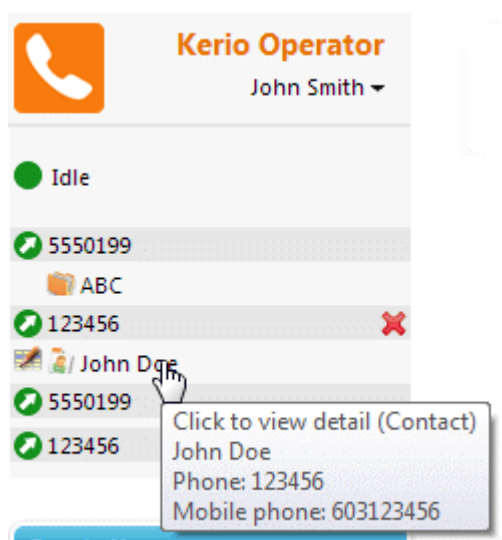 Kerio Operator
John Smith
Idle
5550199
ABC
123456
John Doe
5550199
123456
Click to view detail (Contact)
John Doe
Phone: 123456
Mobile phone: 603123456